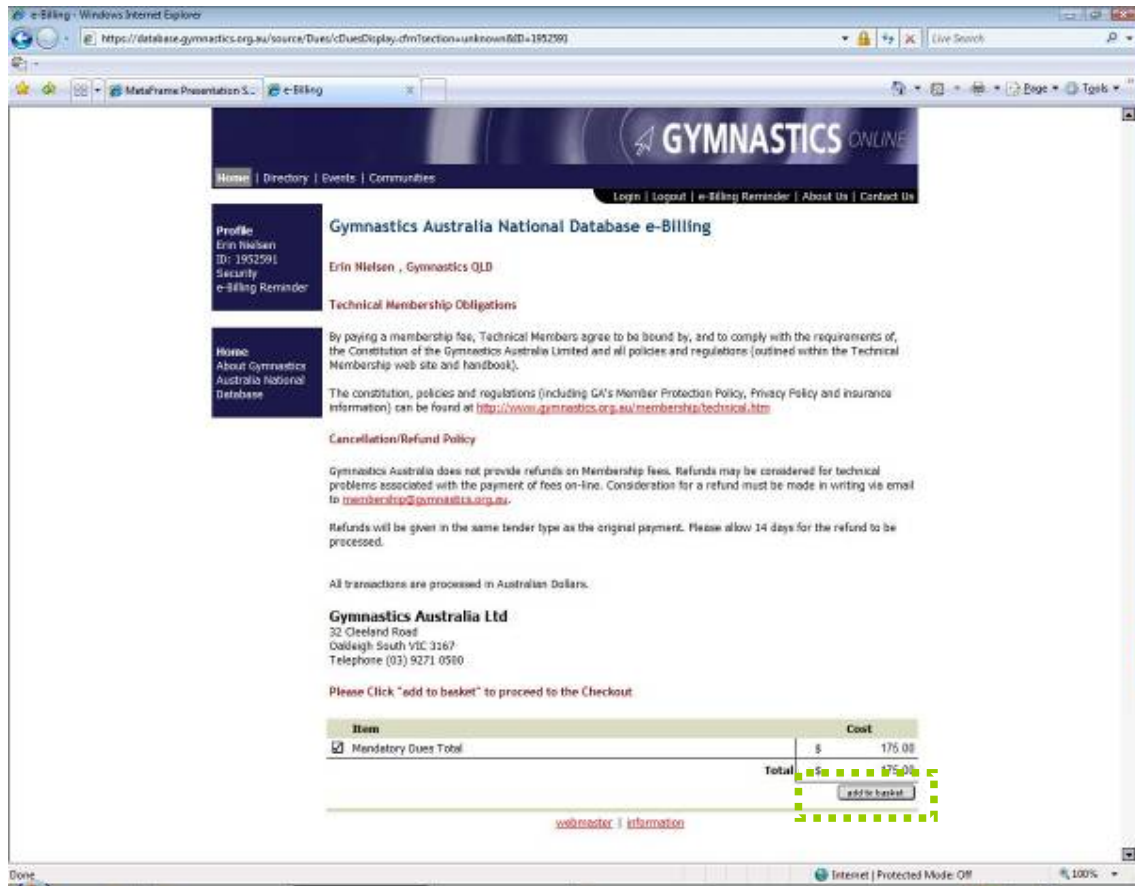 e-Billing - Windows Internet Explorer
https://database.gymnastics.org.au/source/Dues/cDuesDisplay.cfm?section=unknown&ID=1952591
Live Search
MetaFrame Presentation S... e-Billing
Page Tools
GYMNASTICS ONLINE
Home | Directory | Events | Communities
Login | Logout | e-Billing Reminder | About Us | Contact Us
Profile
Erin Nielsen
ID: 1952591
Security
e-Billing Reminder
Home
About Gymnastics
Australia National
Database
Gymnastics Australia National Database e-Billing
Erin Nielsen , Gymnastics QLD
Technical Membership Obligations
By paying a membership fee, Technical Members agree to be bound by, and to comply with the requirements of,
the Constitution of the Gymnastics Australia Limited and all policies and regulations (outlined within the Technical
Membership web site and handbook).
The constitution, policies and regulations (including GA's Member Protection Policy, Privacy Policy and insurance
information) can be found at http://www.gymnastics.org.au/membership/technical.htm
Cancellation/Refund Policy
Gymnastics Australia does not provide refunds on Membership fees. Refunds may be considered for technical
problems associated with the payment of fees on-line. Consideration for a refund must be made in writing via email
to membership@gymnastics.org.au.
Refunds will be given in the same tender type as the original payment. Please allow 14 days for the refund to be
processed.
All transactions are processed in Australian Dollars.
Gymnastics Australia Ltd
32 Cleeland Road
Oakleigh South VIC 3167
Telephone (03) 9271 0500
Please Click "add to basket" to proceed to the Checkout
Item Cost
Mandatory Dues Total $ 175.00
Total $ 175.00
add to basket
webmaster | information
Done Internet | Protected Mode: Off 100%